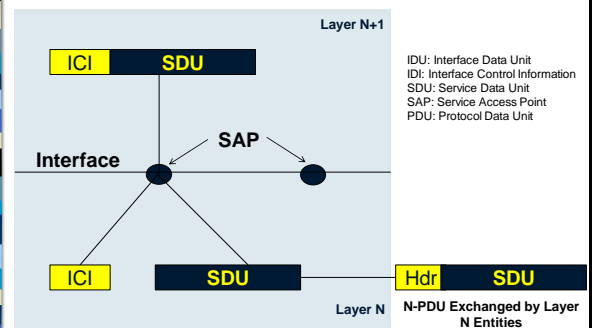 Layer N+1
ICI SDU
IDU: Interface Data Unit
IDI: Interface Control Information
SDU: Service Data Unit
SAP: Service Access Point
PDU: Protocol Data Unit
SAP
Interface
ICI SDU Hdr SDU
Layer N
N-PDU Exchanged by Layer
N Entities